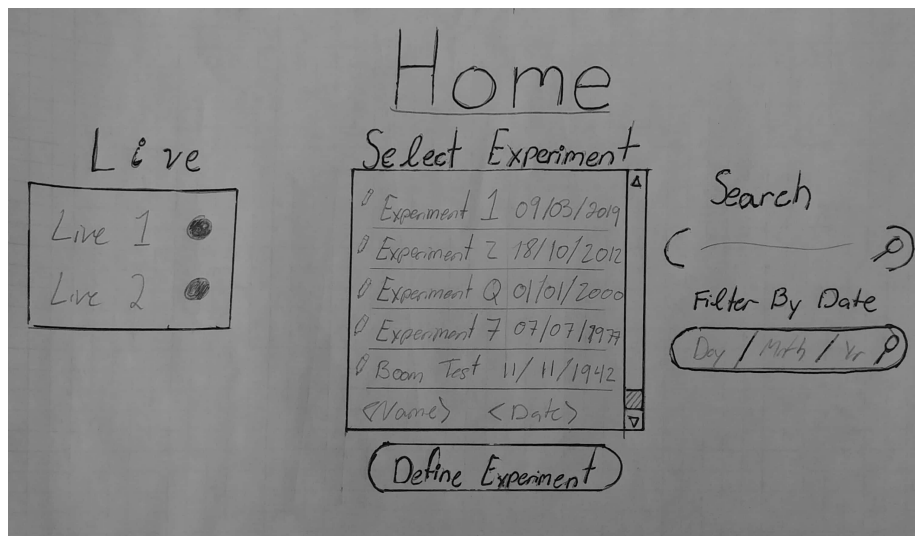 Home
Live
Live 1
Live 2
Select Experiment
Experiment 1 09/03/2019
Experiment 2 18/10/2012
Experiment Q 01/01/2000
Experiment 7 07/07/1977
Boom Test 11/11/1942
<Name> <Date>
Define Experiment
Search
Filter By Date
Day / Mnth / Yr